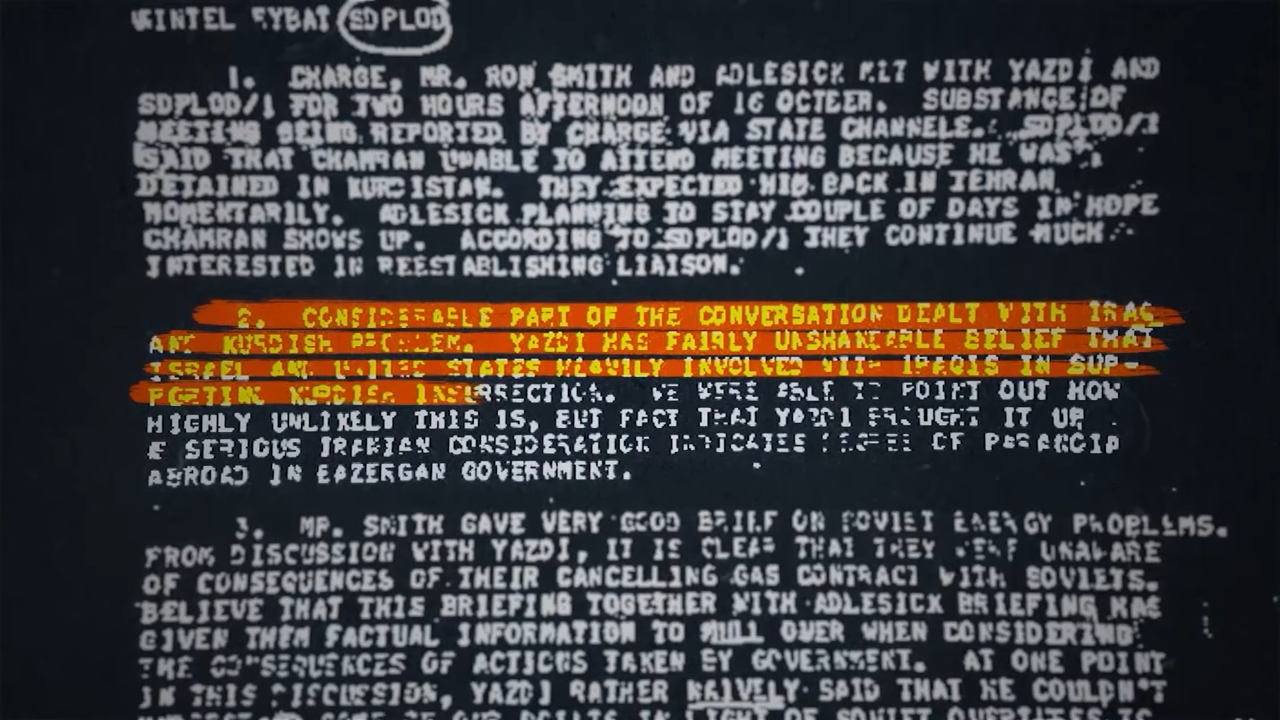 WINTEL RYBAT SDPLOD
1. CHARGE, MR. RON SMITH AND ADLESICK MET WITH YAZDI AND
SDPLOD/1 FOR TWO HOURS AFTERNOON OF 16 OCTEER. SUBSTANCE OF
MEETING BEING REPORTED BY CHARGE VIA STATE CHANNELS. SDPLOD/1
SAID THAT CHAMRAN UNABLE TO ATTEND MEETING BECAUSE HE WAS
DETAINED IN KURCISTAN. THEY EXPECTED HIM BACK IN TEHRAN
MOMENTARILY. ADLESICK PLANNING TO STAY COUPLE OF DAYS IN HOPE
CHAMRAN SHOWS UP. ACCORDING TO SDPLOD/1 THEY CONTINUE MUCH
INTERESTED IN REESTABLISHING LIAISON.
2. CONSIDERABLE PART OF THE CONVERSATION DEALT WITH IRAQ
AND KURDISH PROBLEM. YAZDI HAS FAIRLY UNSHAKEABLE BELIEF THAT
ISRAEL AND UNITED STATES HEAVILY INVOLVED WITH IRAQIS IN SUP-
PORTING KURDISH INSURRECTION. WE WERE ABLE TO POINT OUT HOW
HIGHLY UNLIKELY THIS IS, BUT FACT THAT YAZDI BROUGHT IT UP
SERIOUS IRANIAN CONSIDERATION INDICATES DEGREE OF PARANOIA
ABROAD IN BAZERGAN GOVERNMENT.
3. MR. SMITH GAVE VERY GOOD BRIEF ON SOVIET ENERGY PROBLEMS.
FROM DISCUSSION WITH YAZDI, IT IS CLEAR THAT THEY WERE UNAWARE
OF CONSEQUENCES OF THEIR CANCELLING GAS CONTRACT WITH SOVIETS.
BELIEVE THAT THIS BRIEFING TOGETHER WITH ADLESICK BRIEFING HAS
GIVEN THEM FACTUAL INFORMATION TO MULL OVER WHEN CONSIDERING
THE CONSEQUENCES OF ACTIONS TAKEN BY GOVERNMENT. AT ONE POINT
IN THIS DISCUSSION, YAZDI RATHER NAIVELY SAID THAT HE COULDN'T
IN LIGHT OF SOVIET